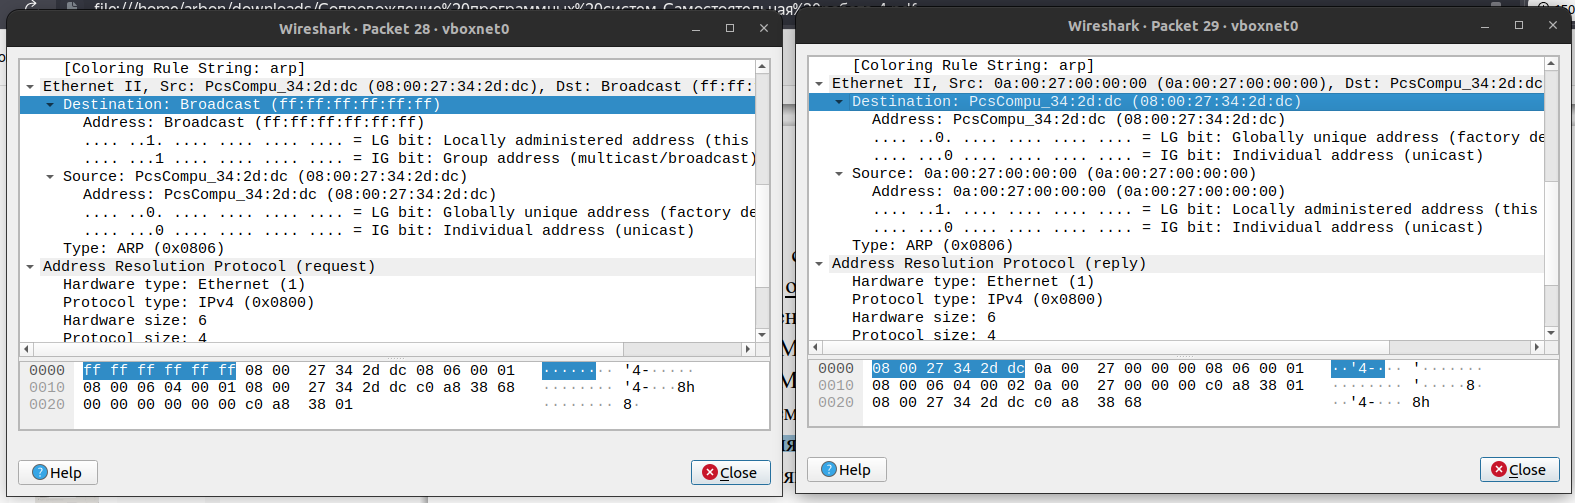 file:///home/arbon/downloads/Сопровождение%20программных%20систем
Wireshark · Packet 28 · vboxnet0
[Coloring Rule String: arp]
Ethernet II, Src: PcsCompu_34:2d:dc (08:00:27:34:2d:dc), Dst: Broadcast (ff:ff:
Destination: Broadcast (ff:ff:ff:ff:ff:ff)
Address: Broadcast (ff:ff:ff:ff:ff:ff)
.... ..1. .... .... .... .... = LG bit: Locally administered address (this
.... ...1 .... .... .... .... = IG bit: Group address (multicast/broadcast)
Source: PcsCompu_34:2d:dc (08:00:27:34:2d:dc)
Address: PcsCompu_34:2d:dc (08:00:27:34:2d:dc)
.... ..0. .... .... .... .... = LG bit: Globally unique address (factory de
.... ...0 .... .... .... .... = IG bit: Individual address (unicast)
Type: ARP (0x0806)
Address Resolution Protocol (request)
Hardware type: Ethernet (1)
Protocol type: IPv4 (0x0800)
Hardware size: 6
Protocol size: 4
0000 ff ff ff ff ff ff 08 00 27 34 2d dc 08 06 00 01 ········ '4-·····
0010 08 00 06 04 00 01 08 00 27 34 2d dc c0 a8 38 68 ········ '4-···8h
0020 00 00 00 00 00 00 c0 a8 38 01 ········ 8·
Help
Close
Wireshark · Packet 29 · vboxnet0
[Coloring Rule String: arp]
Ethernet II, Src: 0a:00:27:00:00:00 (0a:00:27:00:00:00), Dst: PcsCompu_34:2d:dc
Destination: PcsCompu_34:2d:dc (08:00:27:34:2d:dc)
Address: PcsCompu_34:2d:dc (08:00:27:34:2d:dc)
.... ..0. .... .... .... .... = LG bit: Globally unique address (factory de
.... ...0 .... .... .... .... = IG bit: Individual address (unicast)
Source: 0a:00:27:00:00:00 (0a:00:27:00:00:00)
Address: 0a:00:27:00:00:00 (0a:00:27:00:00:00)
.... ..1. .... .... .... .... = LG bit: Locally administered address (this
.... ...0 .... .... .... .... = IG bit: Individual address (unicast)
Type: ARP (0x0806)
Address Resolution Protocol (reply)
Hardware type: Ethernet (1)
Protocol type: IPv4 (0x0800)
Hardware size: 6
Protocol size: 4
0000 08 00 27 34 2d dc 0a 00 27 00 00 00 08 06 00 01 ··'4-··· '·······
0010 08 00 06 04 00 02 0a 00 27 00 00 00 c0 a8 38 01 ········ '·····8·
0020 08 00 27 34 2d dc c0 a8 38 68 ··'4-··· 8h
Help
Close